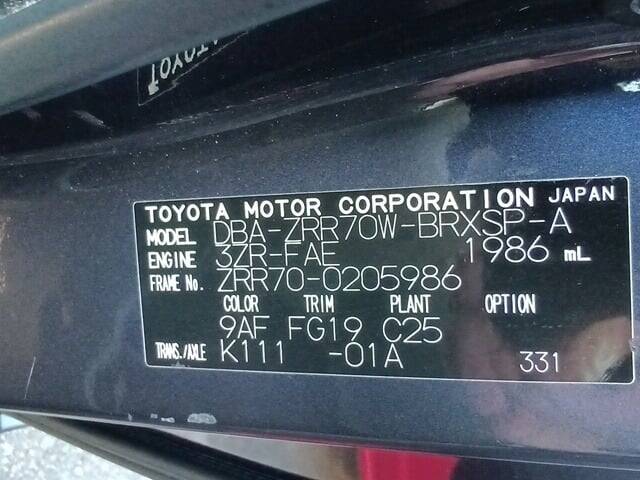 TOYOT
TOYOTA MOTOR CORPORATION JAPAN
MODEL DBA-ZRR70W-BRXSP-A
ENGINE 3ZR-FAE 1986 mL
FRAME No. ZRR70-0205986
COLOR TRIM PLANT OPTION
9AF FG19 C25
TRANS./AXLE K111 -01A 331